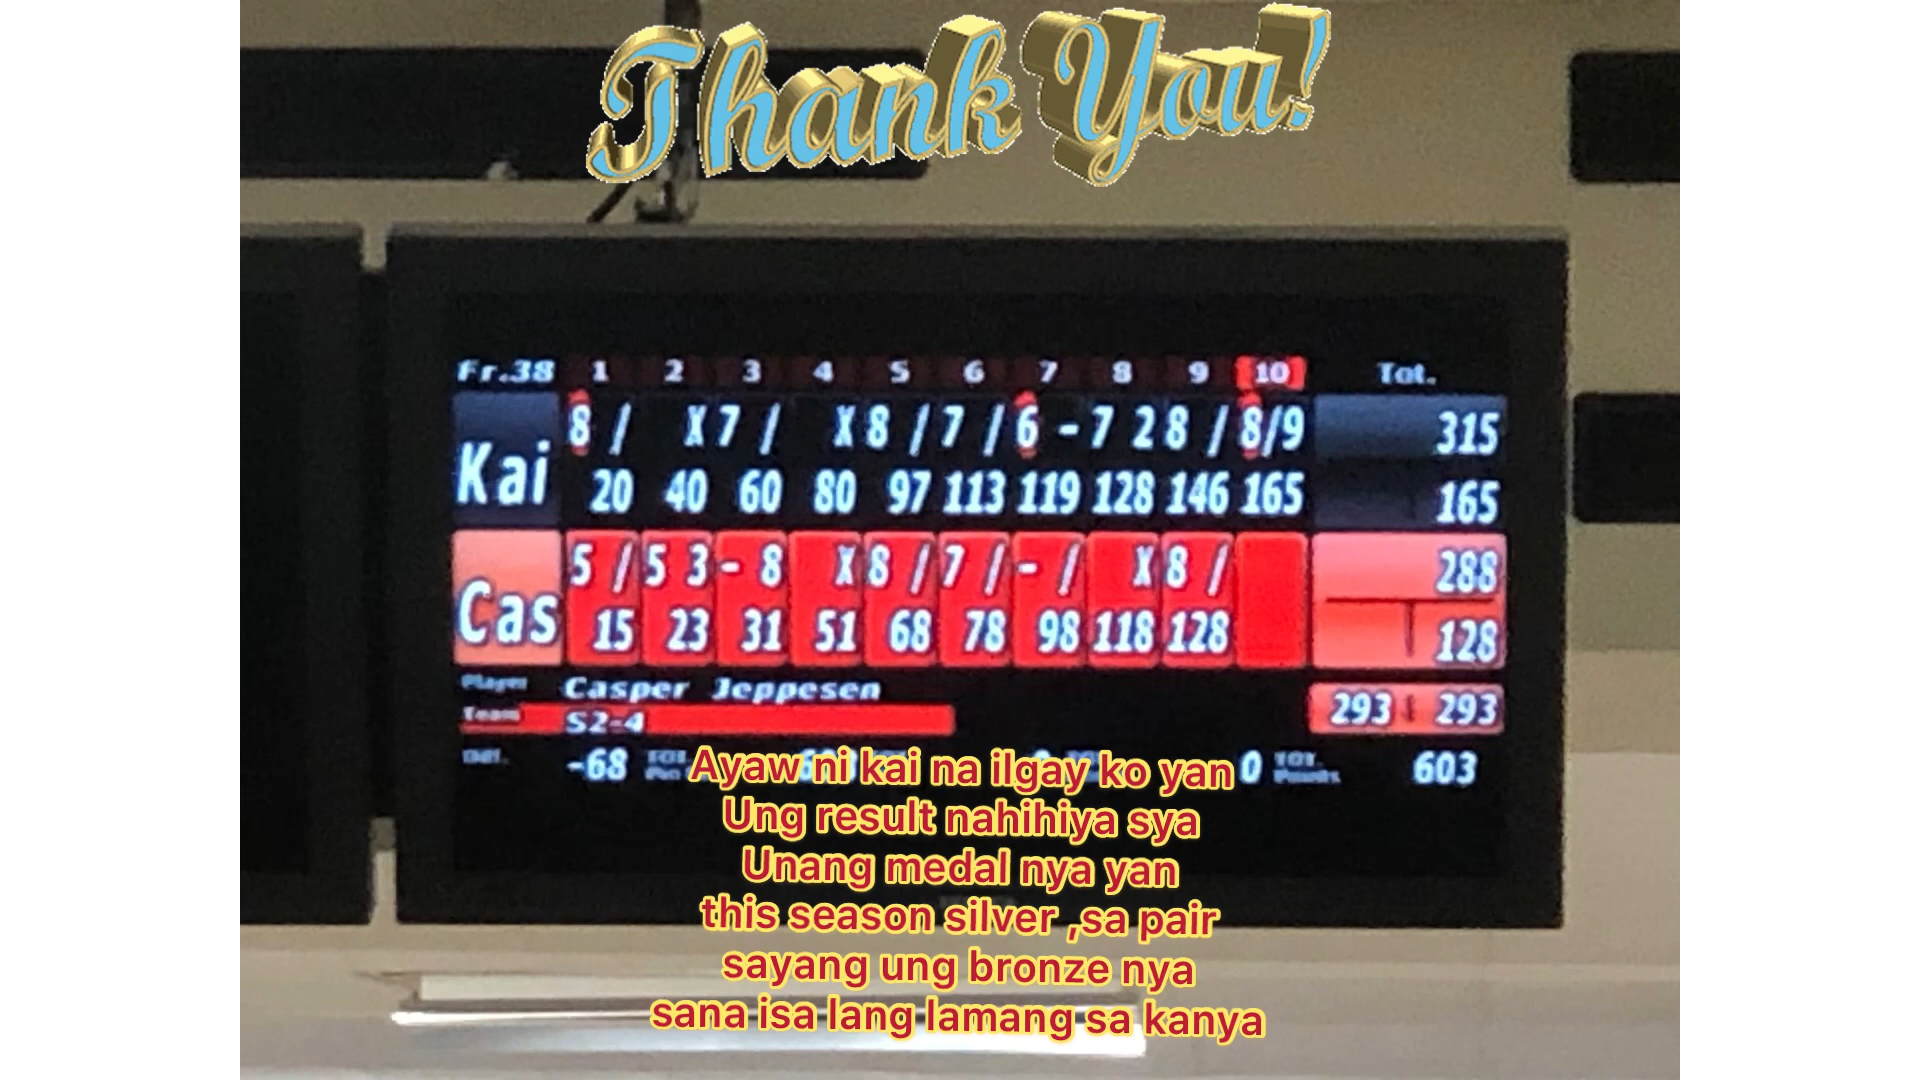 Thank You!
Fr.38 1 2 3 4 5 6 7 8 9 10 Tot.
8 / X 7 / X 8 / 7 / 6 - 7 2 8 / 8/9 315
Kai
20 40 60 80 97 113 119 128 146 165 165
5 / 5 3 - 8 X 8 / 7 / - / X 8 / 288
Cas
15 23 31 51 68 78 98 118 128 128
Player Casper Jeppesen
Team S2-4 293 293
-68 0 603
Ayaw ni kai na ilgay ko yan
Ung result nahihiya sya
Unang medal nya yan
this season silver ,sa pair
sayang ung bronze nya
sana isa lang lamang sa kanya